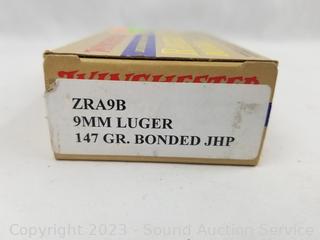 WINCHESTER
ZRA9B
9MM LUGER
147 GR. BONDED JHP
Copyright 2023 - Sound Auction Service